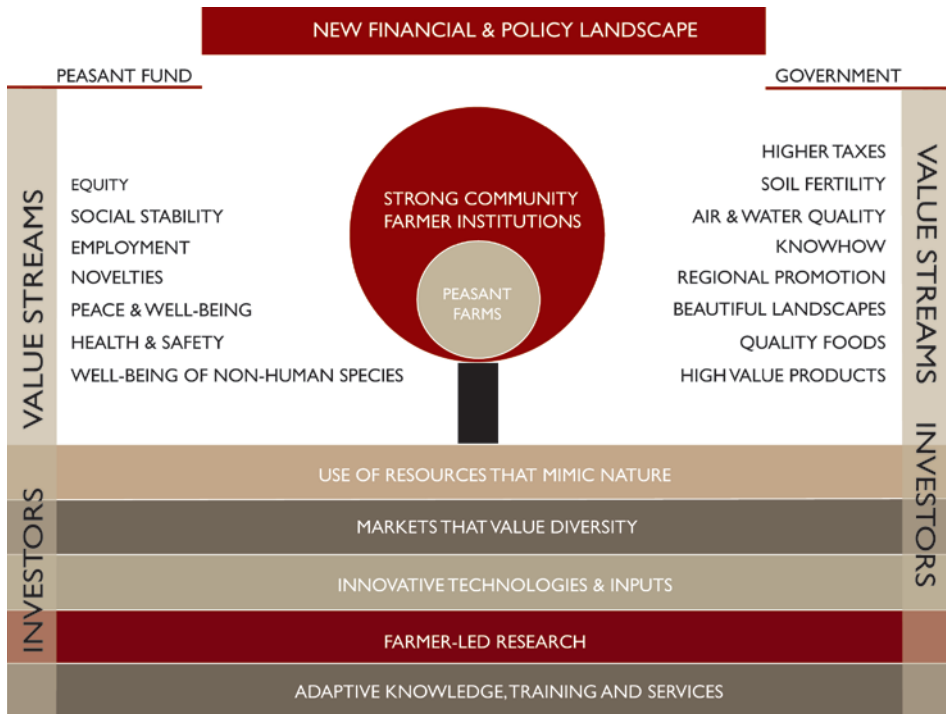 NEW FINANCIAL & POLICY LANDSCAPE
PEASANT FUND
GOVERNMENT
VALUE STREAMS
EQUITY
SOCIAL STABILITY
EMPLOYMENT
NOVELTIES
PEACE & WELL-BEING
HEALTH & SAFETY
WELL-BEING OF NON-HUMAN SPECIES
STRONG COMMUNITY
FARMER INSTITUTIONS
PEASANT
FARMS
HIGHER TAXES
SOIL FERTILITY
AIR & WATER QUALITY
KNOWHOW
REGIONAL PROMOTION
BEAUTIFUL LANDSCAPES
QUALITY FOODS
HIGH VALUE PRODUCTS
VALUE STREAMS
INVESTORS
USE OF RESOURCES THAT MIMIC NATURE
MARKETS THAT VALUE DIVERSITY
INNOVATIVE TECHNOLOGIES & INPUTS
FARMER-LED RESEARCH
ADAPTIVE KNOWLEDGE, TRAINING AND SERVICES
INVESTORS